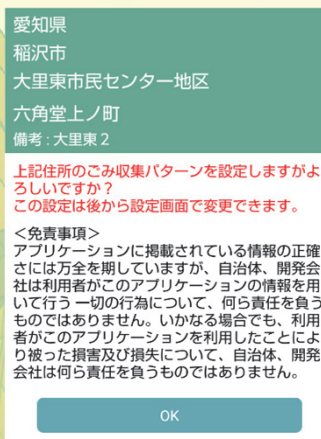 愛知県
稲沢市
大里東市民センター地区
六角堂上ノ町
備考:大里東2
上記住所のごみ収集パターンを設定しますがよ
ろしいですか?
この設定は後から設定画面で変更できます。
＜免責事項＞
アプリケーションに掲載されている情報の正確
さには万全を期していますが、自治体、開発会
社は利用者がこのアプリケーションの情報を用
いて行う一切の行為について、何ら責任を負う
ものではありません。いかなる場合でも、利用
者がこのアプリケーションを利用したことによ
り被った損害及び損失について、自治体、開発
会社は何ら責任を負うものではありません。
OK